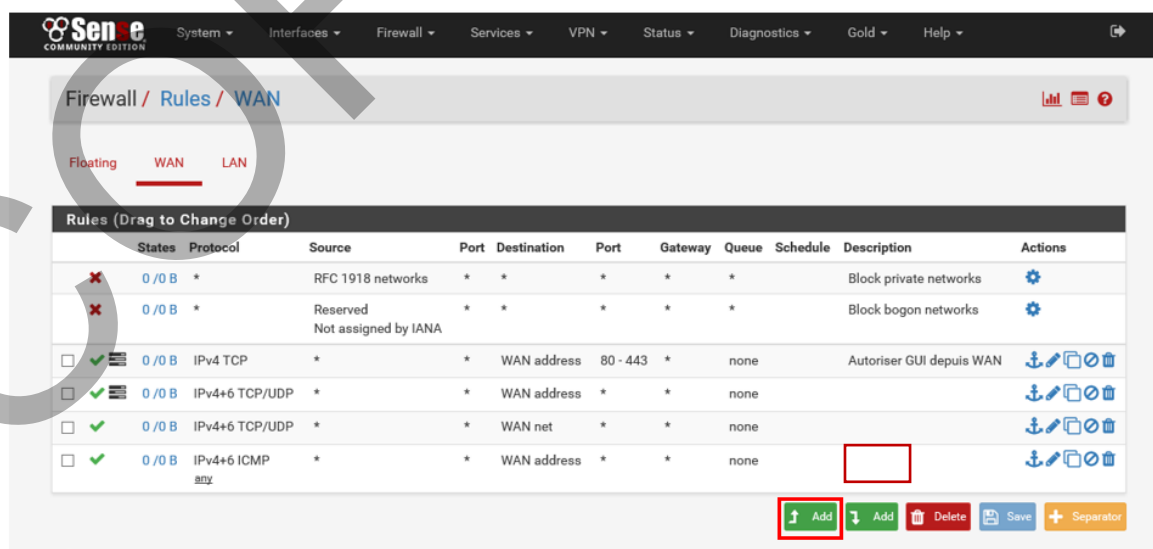 Sense
COMMUNITY EDITION
System Interfaces Firewall Services VPN Status Diagnostics Gold Help
Firewall / Rules / WAN
Floating WAN LAN
Rules (Drag to Change Order)
States Protocol Source Port Destination Port Gateway Queue Schedule Description Actions
0 /0 B * RFC 1918 networks * * * * * Block private networks
0 /0 B * Reserved * * * * * Block bogon networks
Not assigned by IANA
0 /0 B IPv4 TCP * * WAN address 80 - 443 * none Autoriser GUI depuis WAN
0 /0 B IPv4+6 TCP/UDP * * WAN address * * none
0 /0 B IPv4+6 TCP/UDP * * WAN net * * none
0 /0 B IPv4+6 ICMP * * WAN address * * none
any
Add Add Delete Save Separator